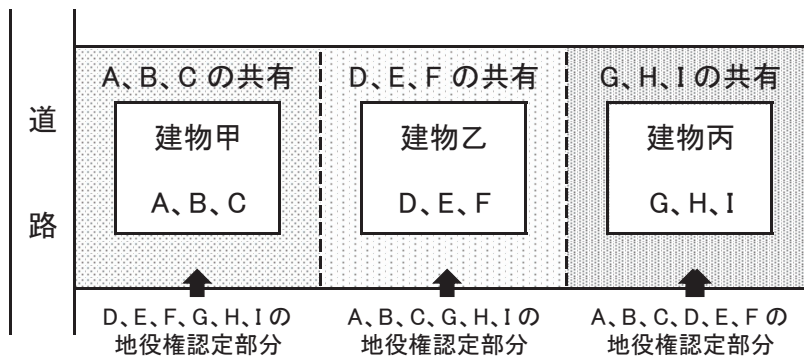 道路
A、B、C の共有
D、E、F の共有
G、H、I の共有
建物甲
A、B、C
建物乙
D、E、F
建物丙
G、H、I
D、E、F、G、H、I の
地役権認定部分
A、B、C、G、H、I の
地役権認定部分
A、B、C、D、E、F の
地役権認定部分